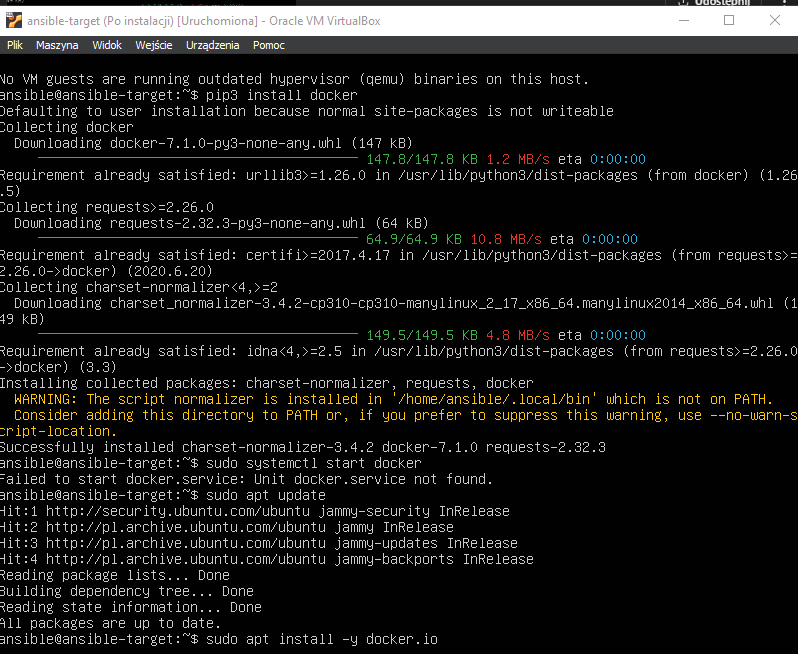 Udostępnij
ansible-target (Po instalacji) [Uruchomiona] - Oracle VM VirtualBox
Plik Maszyna Widok Wejście Urządzenia Pomoc
No VM guests are running outdated hypervisor (qemu) binaries on this host.
ansible@ansible-target:~$ pip3 install docker
Defaulting to user installation because normal site-packages is not writeable
Collecting docker
Downloading docker-7.1.0-py3-none-any.whl (147 kB)
147.8/147.8 KB 1.2 MB/s eta 0:00:00
Requirement already satisfied: urllib3>=1.26.0 in /usr/lib/python3/dist-packages (from docker) (1.26
.5)
Collecting requests>=2.26.0
Downloading requests-2.32.3-py3-none-any.whl (64 kB)
64.9/64.9 KB 10.8 MB/s eta 0:00:00
Requirement already satisfied: certifi>=2017.4.17 in /usr/lib/python3/dist-packages (from requests>=
2.26.0->docker) (2020.6.20)
Collecting charset-normalizer<4,>=2
Downloading charset_normalizer-3.4.2-cp310-cp310-manylinux_2_17_x86_64.manylinux2014_x86_64.whl (1
49 kB)
149.5/149.5 KB 4.8 MB/s eta 0:00:00
Requirement already satisfied: idna<4,>=2.5 in /usr/lib/python3/dist-packages (from requests>=2.26.0
->docker) (3.3)
Installing collected packages: charset-normalizer, requests, docker
WARNING: The script normalizer is installed in '/home/ansible/.local/bin' which is not on PATH.
Consider adding this directory to PATH or, if you prefer to suppress this warning, use --no-warn-s
cript-location.
Successfully installed charset-normalizer-3.4.2 docker-7.1.0 requests-2.32.3
ansible@ansible-target:~$ sudo systemctl start docker
Failed to start docker.service: Unit docker.service not found.
ansible@ansible-target:~$ sudo apt update
Hit:1 http://security.ubuntu.com/ubuntu jammy-security InRelease
Hit:2 http://pl.archive.ubuntu.com/ubuntu jammy InRelease
Hit:3 http://pl.archive.ubuntu.com/ubuntu jammy-updates InRelease
Hit:4 http://pl.archive.ubuntu.com/ubuntu jammy-backports InRelease
Reading package lists... Done
Building dependency tree... Done
Reading state information... Done
All packages are up to date.
ansible@ansible-target:~$ sudo apt install -y docker.io